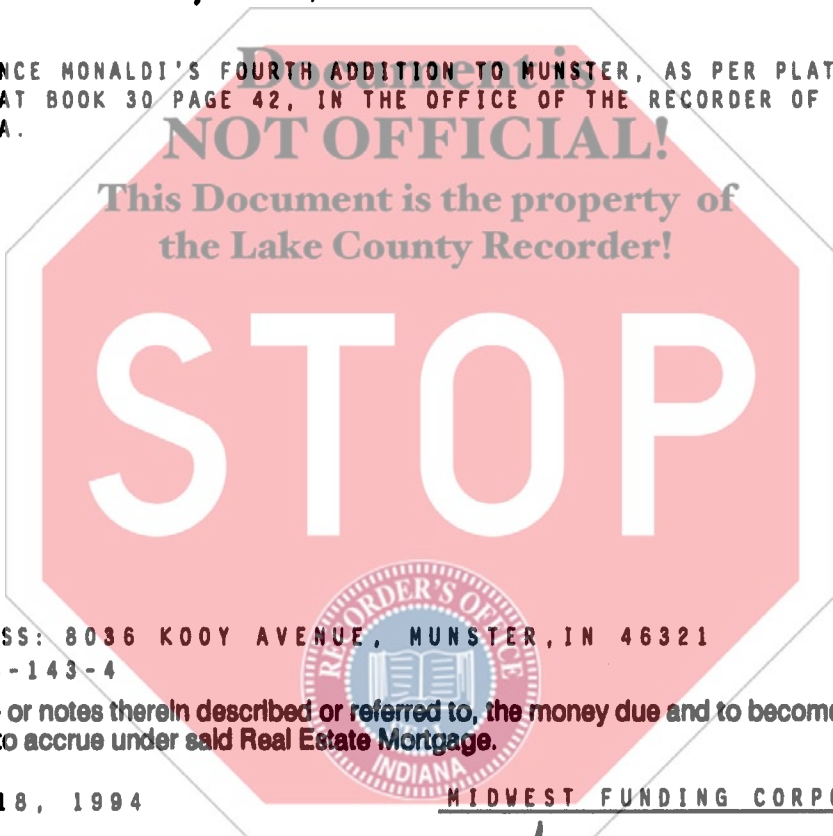 NCE MONALDI'S FOURTH ADDITION TO MUNSTER, AS PER PLAT
AT BOOK 30 PAGE 42, IN THE OFFICE OF THE RECORDER OF
A.
Document is
NOT OFFICIAL!
This Document is the property of
the Lake County Recorder!
STOP
SS: 8036 KOOY AVENUE, MUNSTER,IN 46321
-143-4
or notes therein described or referred to, the money due and to become
to accrue under said Real Estate Mortgage.
RECORDER'S OFFICE
INDIANA
18, 1994
MIDWEST FUNDING CORPO